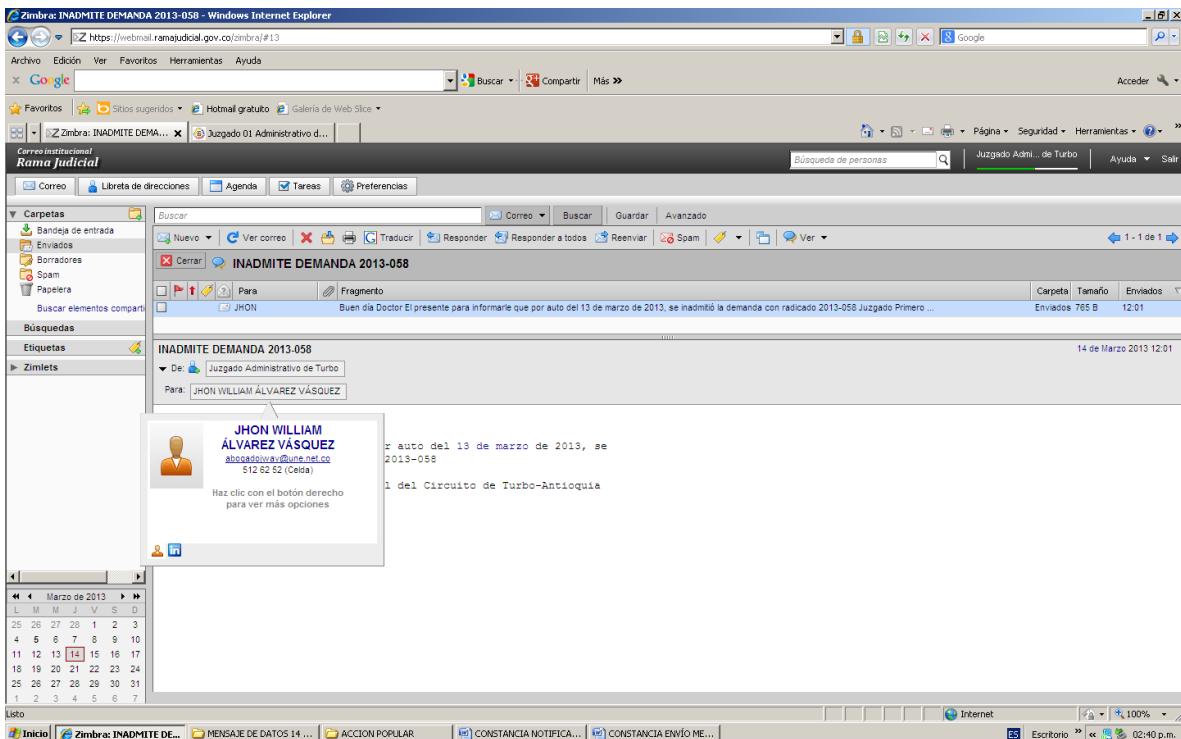 Zimbra: INADMITE DEMANDA 2013-058 - Windows Internet Explorer
https://webmail.ramajudicial.gov.co/zimbra/#13
Google
Archivo Edición Ver Favoritos Herramientas Ayuda
Google Buscar Compartir Más Acceder
Favoritos Sitios sugeridos Hotmail gratuito Galería de Web Slice
Zimbra: INADMITE DEMA... Juzgado 01 Administrativo d... Página Seguridad Herramientas
Correo institucional
Rama Judicial
Búsqueda de personas Juzgado Admi... de Turbo Ayuda Salir
Correo Libreta de direcciones Agenda Tareas Preferencias
Carpetas
Bandeja de entrada
Enviados
Borradores
Spam
Papelera
Buscar elementos comparti
Búsquedas
Etiquetas
Zimlets
Buscar Correo Buscar Guardar Avanzado
Nuevo Ver correo Traducir Responder Responder a todos Reenviar Spam Ver 1 - 1 de 1
Cerrar INADMITE DEMANDA 2013-058
Para Fragmento Carpeta Tamaño Enviados
JHON Buen día Doctor El presente para informarle que por auto del 13 de marzo de 2013, se inadmitió la demanda con radicado 2013-058 Juzgado Primero ... Enviados 765 B 12:01
INADMITE DEMANDA 2013-058 14 de Marzo 2013 12:01
De: Juzgado Administrativo de Turbo
Para: JHON WILLIAM ÁLVAREZ VÁSQUEZ
JHON WILLIAM
ÁLVAREZ VÁSQUEZ
abogadojwav@une.net.co
512 62 52 (Celda)
Haz clic con el botón derecho
para ver más opciones
r auto del 13 de marzo de 2013, se
2013-058
l del Circuito de Turbo-Antioquia
Marzo de 2013
L M M J V S D
25 26 27 28 1 2 3
4 5 6 7 8 9 10
11 12 13 14 15 16 17
18 19 20 21 22 23 24
25 26 27 28 29 30 31
1 2 3 4 5 6 7
Listo Internet 100%
Inicio Zimbra: INADMITE DE... MENSAJE DE DATOS 14 ... ACCION POPULAR CONSTANCIA NOTIFICA... CONSTANCIA ENVÍO ME... ES Escritorio 02:40 p.m.